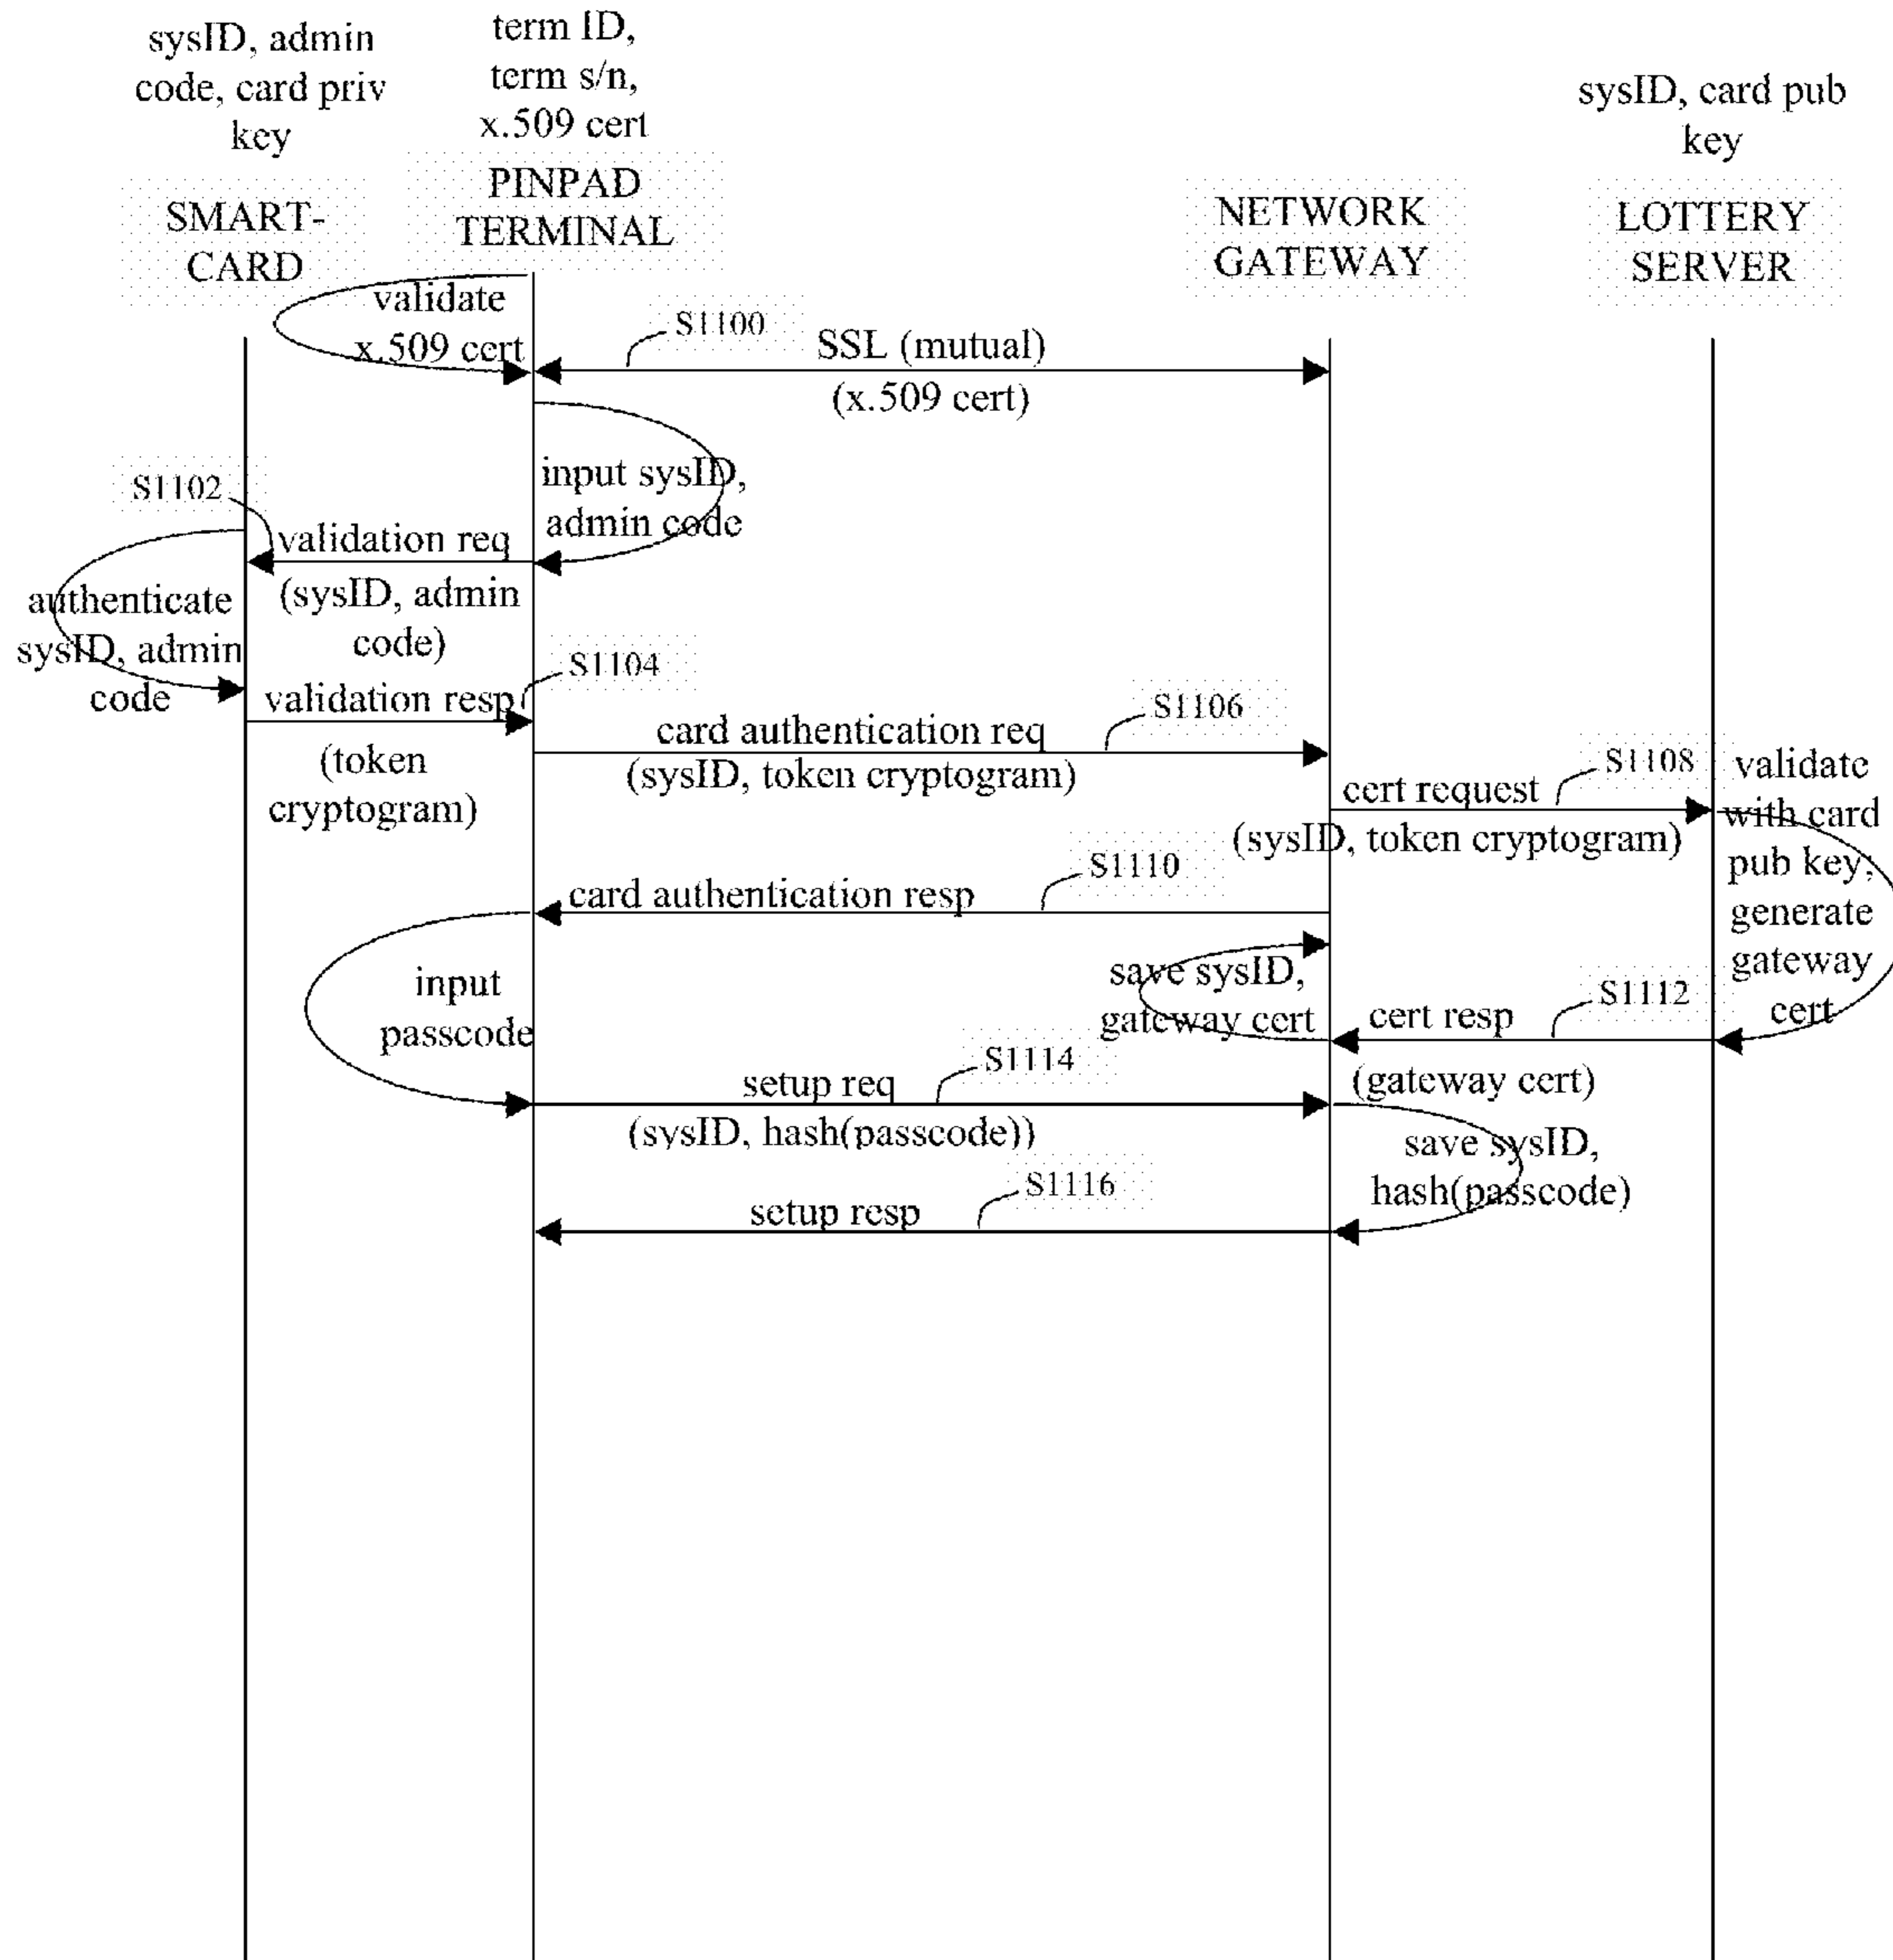 sysID, admin
code, card priv
key
term ID,
term s/n,
x.509 cert
sysID, card pub
key
SMART-
CARD
PINPAD
TERMINAL
NETWORK
GATEWAY
LOTTERY
SERVER
validate
x.509 cert
S1100
SSL (mutual)
(x.509 cert)
input sysID,
admin code
S1102
validation req
(sysID, admin
code)
authenticate
sysID, admin
code
S1104
validation resp
(token
cryptogram)
S1106
card authentication req
(sysID, token cryptogram)
S1108
cert request
(sysID, token cryptogram)
validate
with card
pub key,
generate
gateway
cert
S1110
card authentication resp
input
passcode
save sysID,
gateway cert
S1112
cert resp
(gateway cert)
S1114
setup req
(sysID, hash(passcode))
save sysID,
hash(passcode)
S1116
setup resp